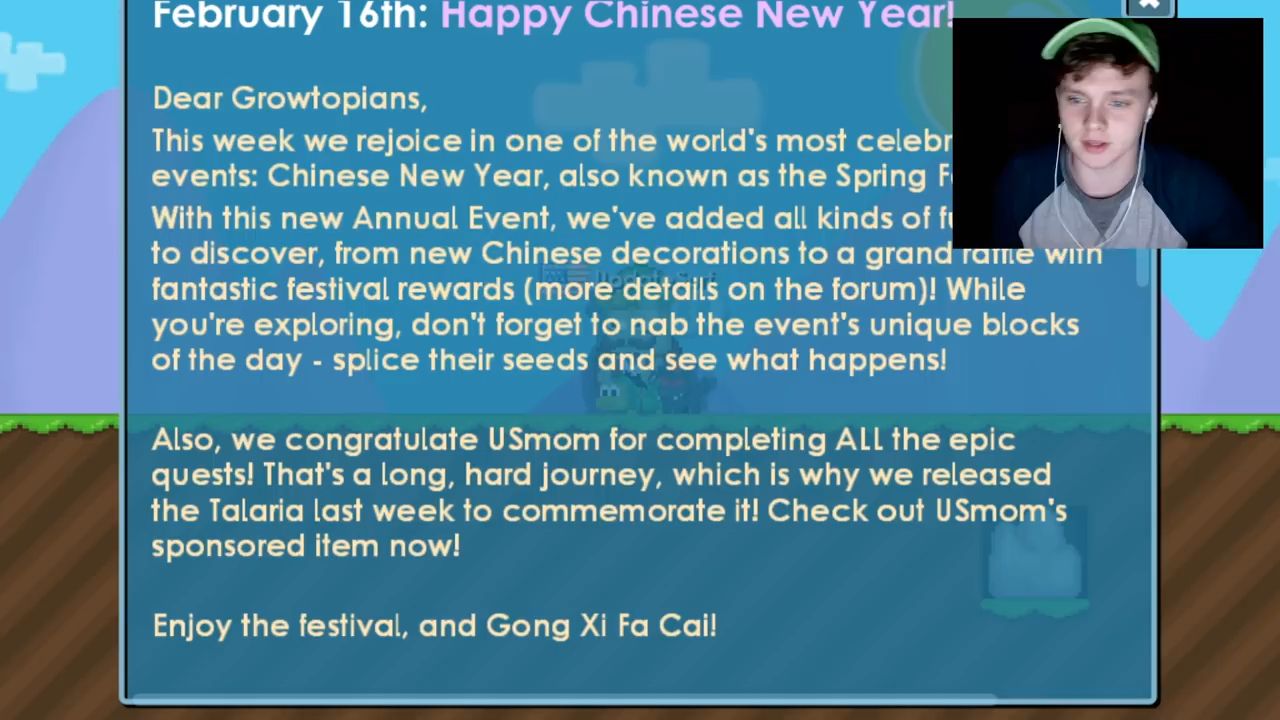 February 16th: Happy Chinese New Year!
Dear Growtopians,
This week we rejoice in one of the world's most
events: Chinese New Year, also known as the Spring
With this new Annual Event, we've added all kinds of
to discover, from new Chinese decorations to a grand raffle with
fantastic festival rewards (more details on the forum)! While
you're exploring, don't forget to nab the event's unique blocks
of the day - splice their seeds and see what happens!
Also, we congratulate USmom for completing ALL the epic
quests! That's a long, hard journey, which is why we released
the Talaria last week to commemorate it! Check out USmom's
sponsored item now!
Enjoy the festival, and Gong Xi Fa Cai!